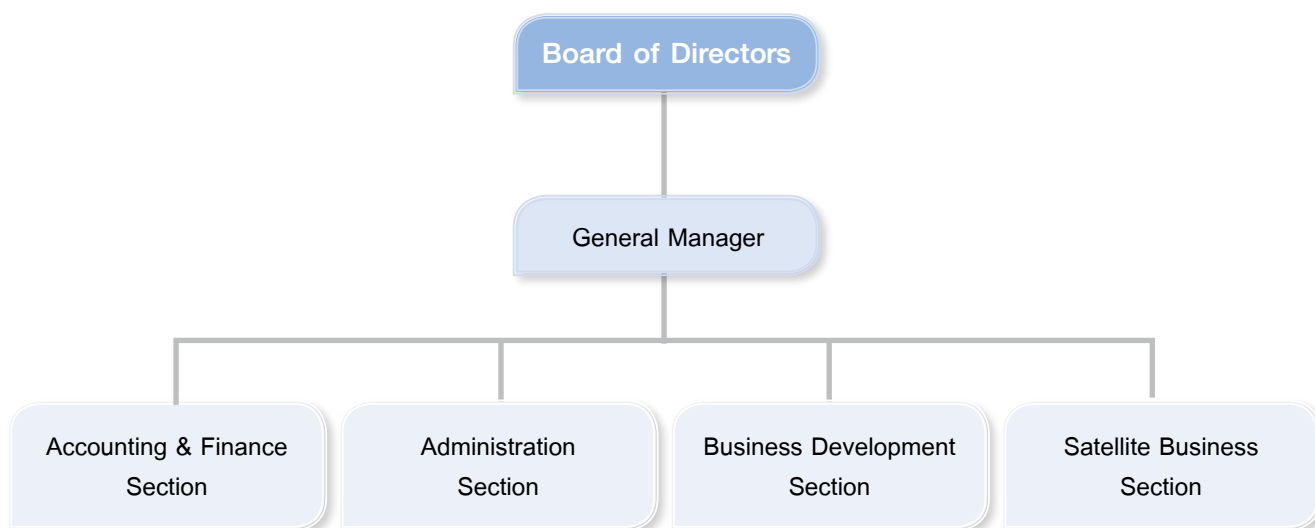 Board of Directors
General Manager
Accounting & Finance
Section
Administration
Section
Business Development
Section
Satellite Business
Section